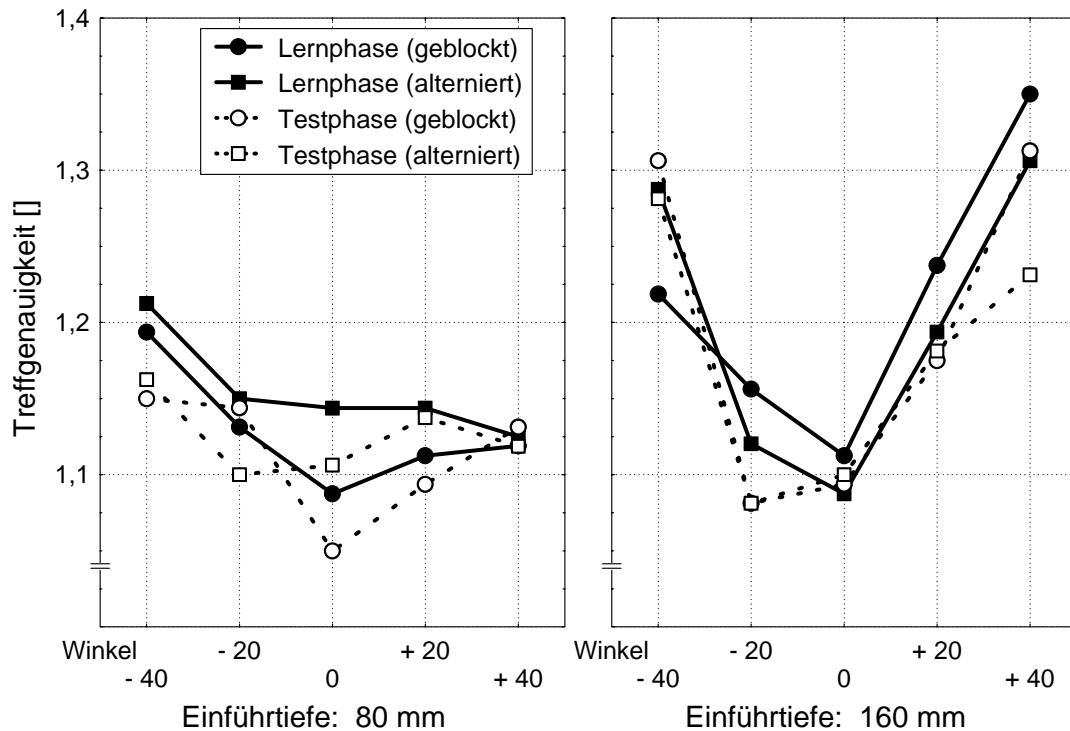 1,4
1,3
1,2
1,1
Treffgenauigkeit []
Lernphase (geblockt)
Lernphase (alterniert)
Testphase (geblockt)
Testphase (alterniert)
Winkel - 20 + 20
- 40 0 + 40
Einführtiefe: 80 mm
Winkel - 20 + 20
- 40 0 + 40
Einführtiefe: 160 mm